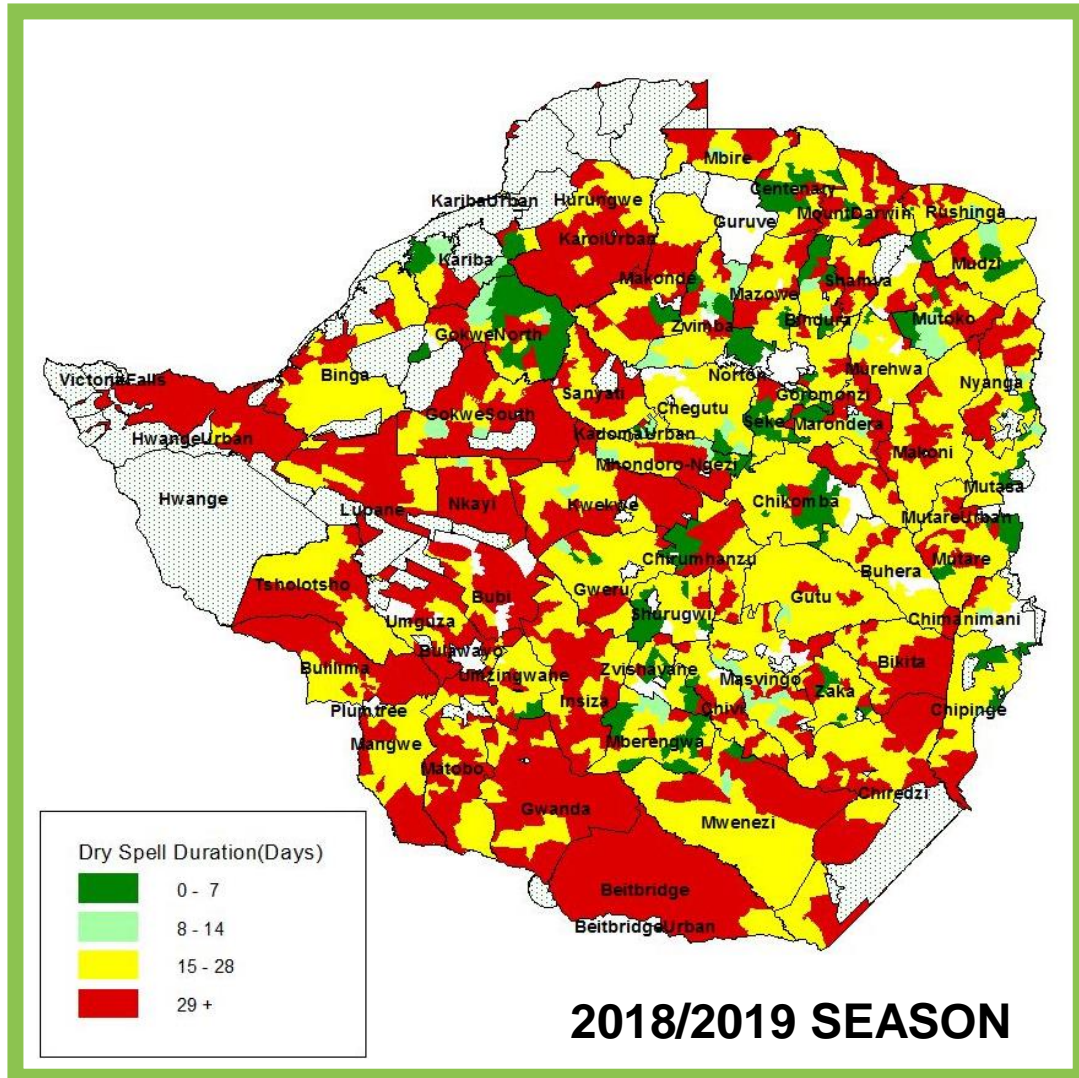 Mbire
Centenary
KaribaUrban
Hurungwe
MountDarwin
Rushinga
Guruve
KaroiUrban
Kariba
Mudzi
Makonde
Shamva
Mazowe
Bindura
Mutoko
Zvimba
GokweNorth
Murehwa
Norton
VictoriaFalls
Binga
Sanyati
Goromonzi
Nyanga
Chegutu
GokweSouth
Seke
Marondera
HwangeUrban
KadomaUrban
Makoni
Mhondoro-Ngezi
Mutasa
Hwange
Lupane
Nkayi
Kwekwe
Chikomba
MutareUrban
Chirumhanzu
Mutare
Buhera
Tsholotsho
Bubi
Gweru
Gutu
Shurugwi
Chimanimani
Umguza
Bulawayo
Bulilima
Umzingwane
Zvishavane
Masvingo
Bikita
Zaka
Insiza
Chivi
Plumtree
Chipinge
Mangwe
Mberengwa
Matobo
Chiredzi
Gwanda
Mwenezi
Beitbridge
BeitbridgeUrban
Dry Spell Duration(Days)
0 - 7
8 - 14
15 - 28
29 +
2018/2019 SEASON